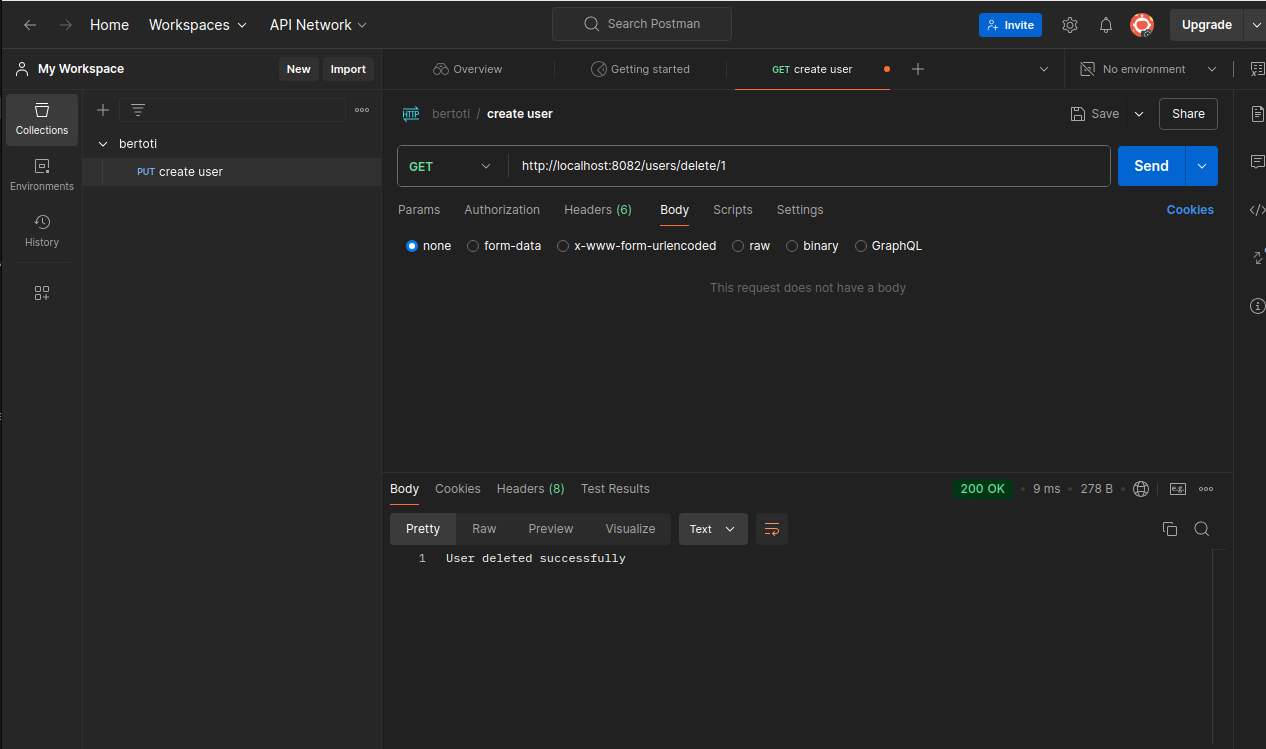 Home Workspaces API Network Search Postman Invite Upgrade
My Workspace New Import Overview Getting started GET create user No environment
Collections
Environments
History
bertoti
PUT create user
HTTP bertoti / create user Save Share
GET http://localhost:8082/users/delete/1 Send
Params Authorization Headers (6) Body Scripts Settings Cookies
none form-data x-www-form-urlencoded raw binary GraphQL
This request does not have a body
Body Cookies Headers (8) Test Results 200 OK • 9 ms • 278 B •
Pretty Raw Preview Visualize Text
1 User deleted successfully